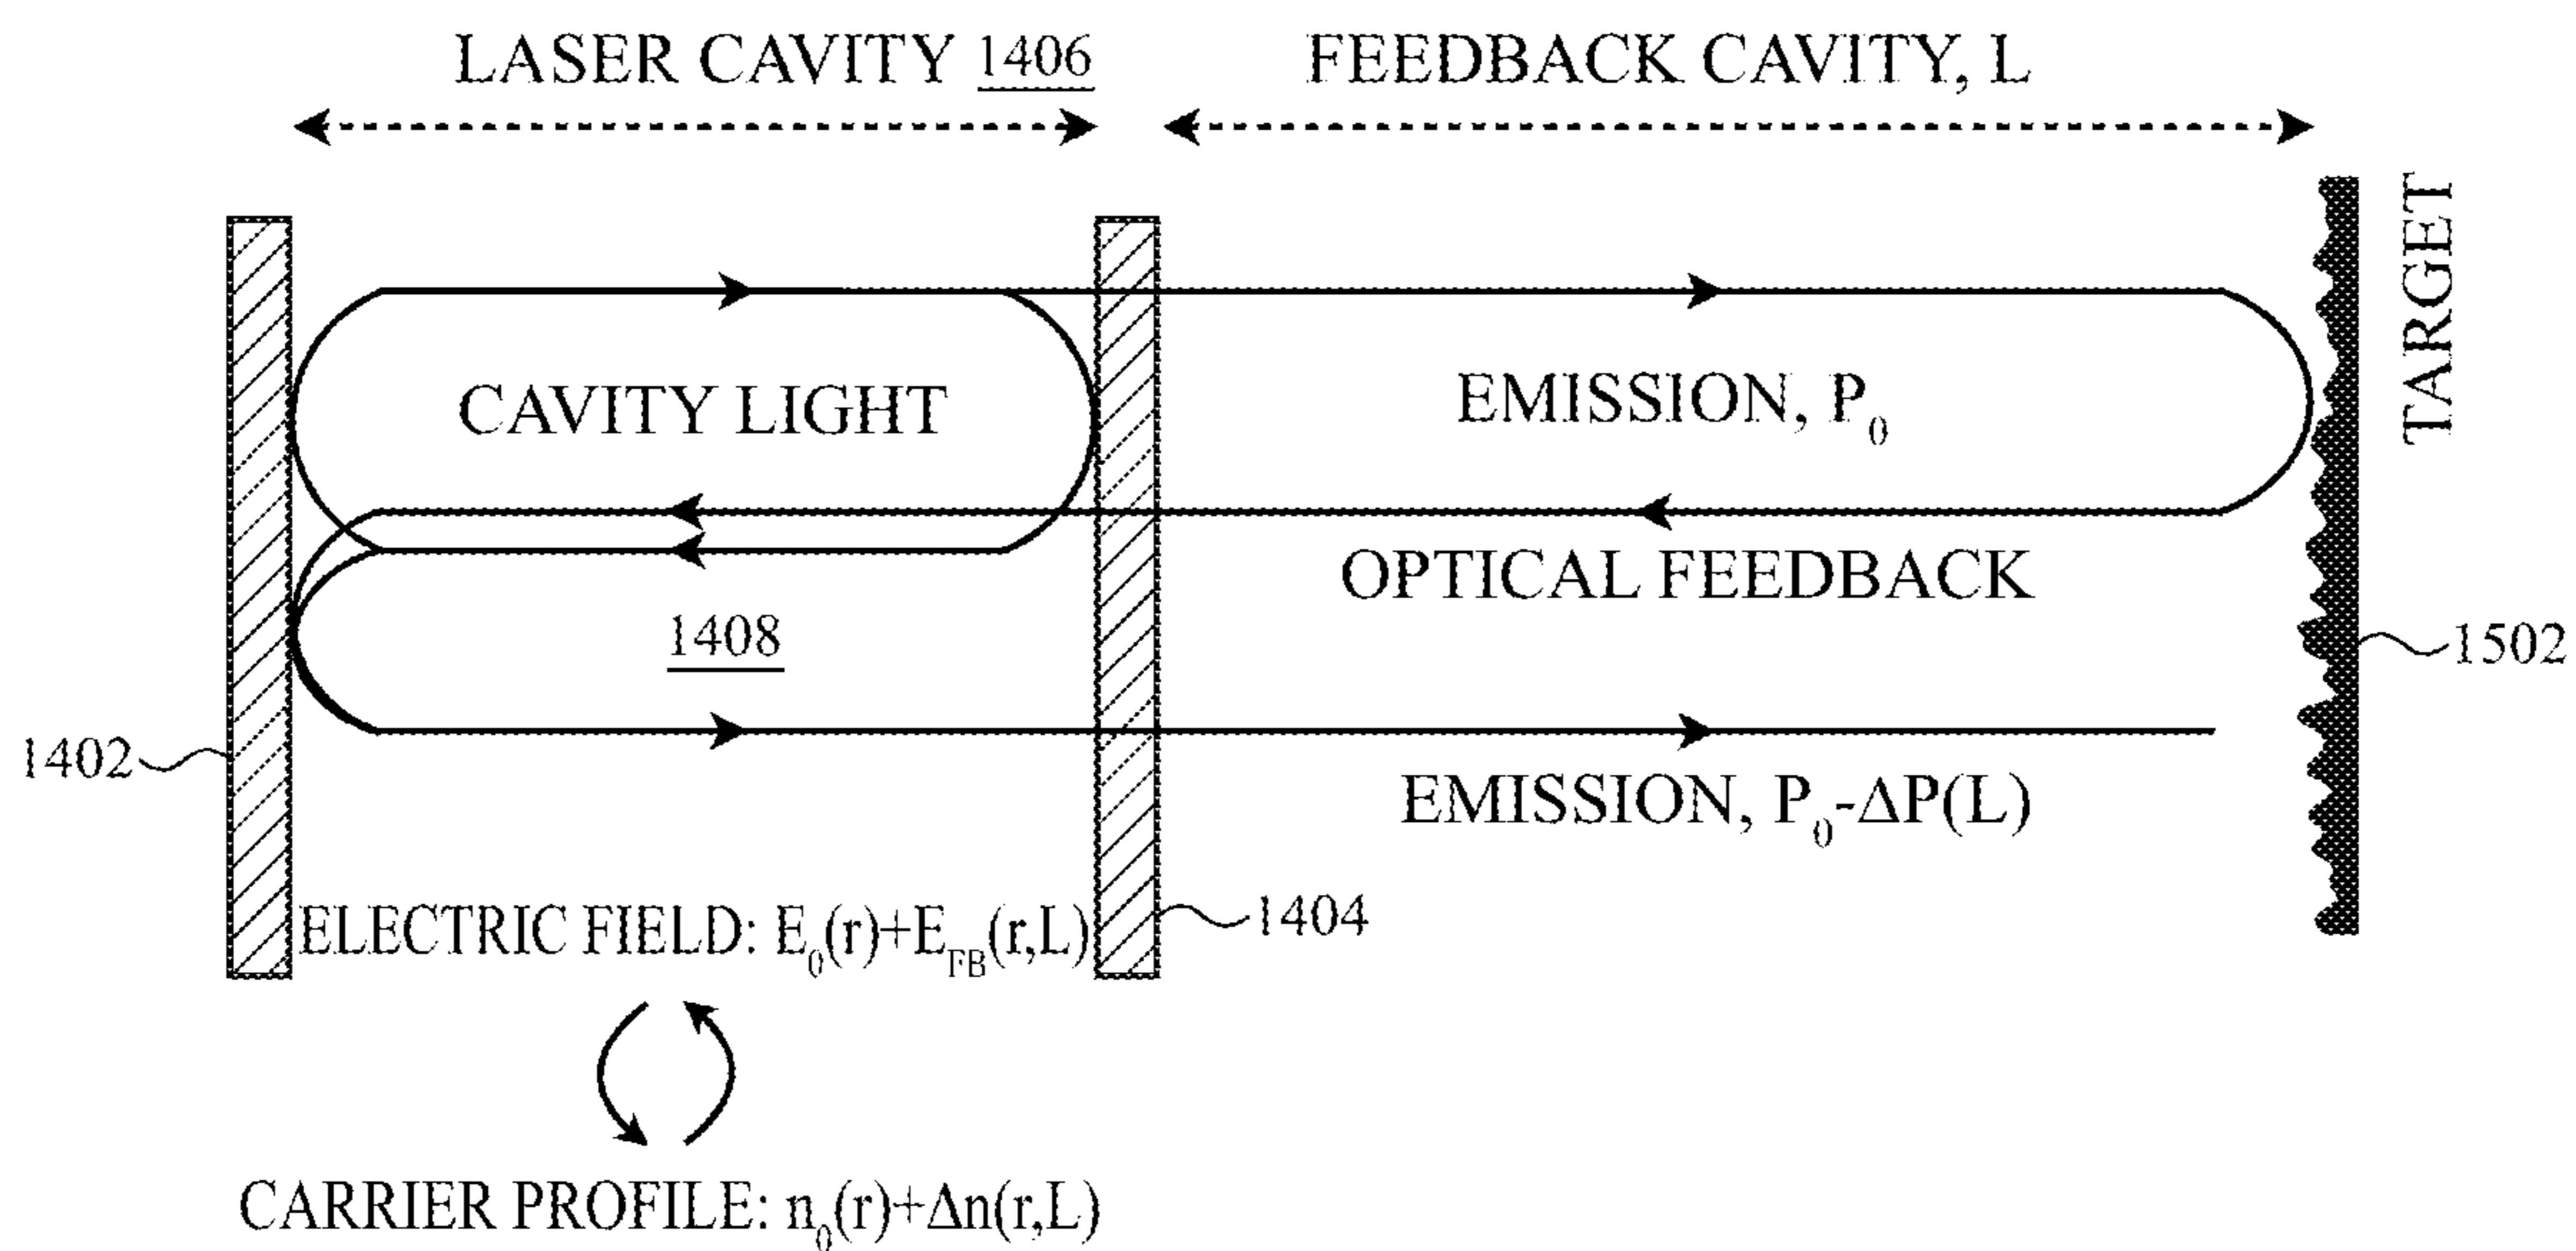 LASER CAVITY 1406
FEEDBACK CAVITY, L
TARGET
CAVITY LIGHT
EMISSION, P₀
OPTICAL FEEDBACK
1408
1502
1402
EMISSION, P₀-ΔP(L)
ELECTRIC FIELD: E₀(r)+E_FB(r,L)
1404
CARRIER PROFILE: n₀(r)+Δn(r,L)